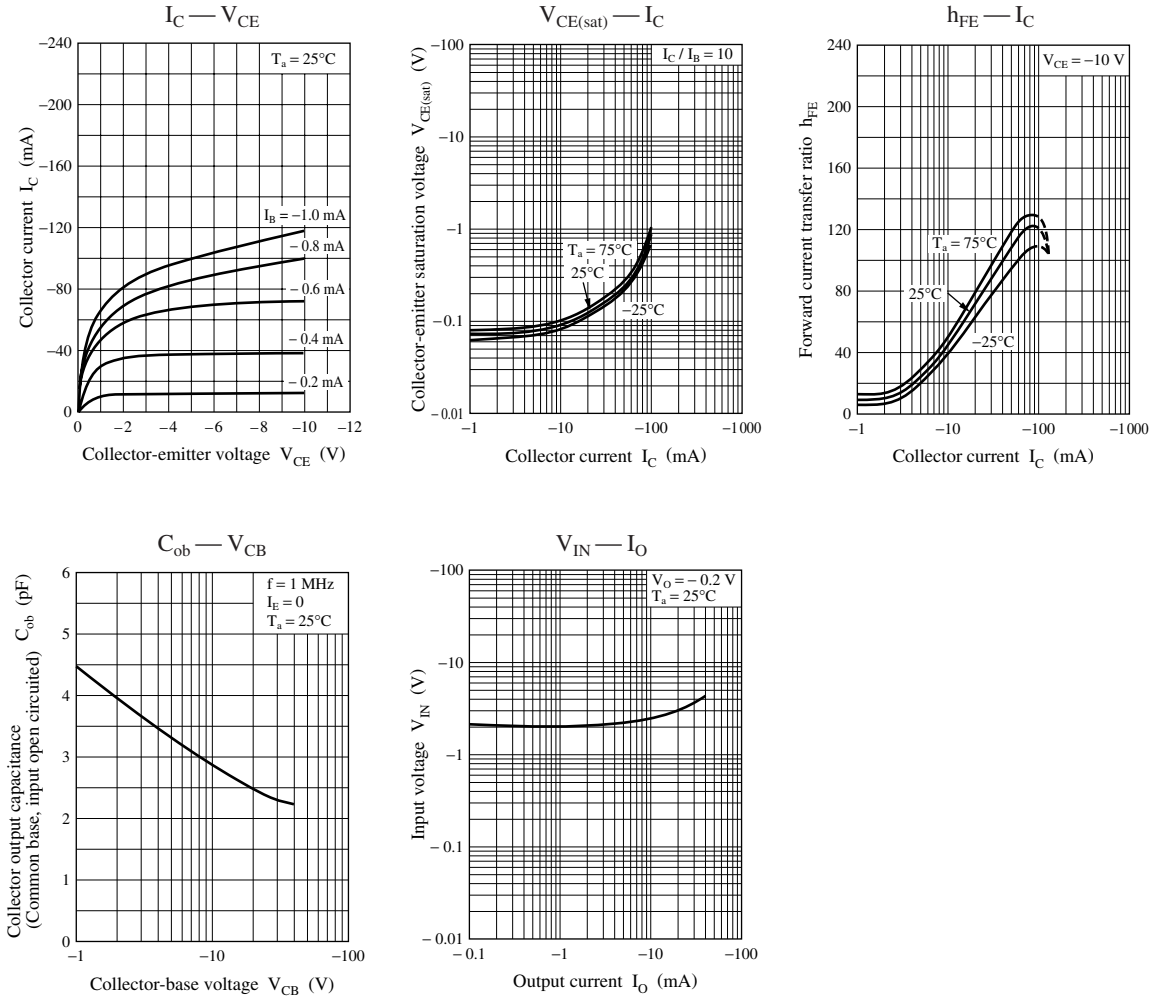 I_C — V_CE
−240
−200
−160
−120
−80
−40
0
0
−2
−4
−6
−8
−10
−12
T_a = 25°C
I_B = −1.0 mA
− 0.8 mA
− 0.6 mA
− 0.4 mA
− 0.2 mA
Collector current I_C (mA)
Collector-emitter voltage V_CE (V)
V_CE(sat) — I_C
−100
−10
−1
−0.1
−0.01
−1
−10
−100
−1 000
I_C / I_B = 10
T_a = 75°C
25°C
−25°C
Collector-emitter saturation voltage V_CE(sat) (V)
Collector current I_C (mA)
h_FE — I_C
240
200
160
120
80
40
0
−1
−10
−100
−1 000
V_CE = −10 V
T_a = 75°C
25°C
−25°C
Forward current transfer ratio h_FE
Collector current I_C (mA)
C_ob — V_CB
6
5
4
3
2
1
0
−1
−10
−100
f = 1 MHz
I_E = 0
T_a = 25°C
Collector output capacitance C_ob (pF)
(Common base, input open circuited)
Collector-base voltage V_CB (V)
V_IN — I_O
−100
−10
−1
− 0.1
− 0.01
− 0.1
−1
−10
−100
V_O = − 0.2 V
T_a = 25°C
Input voltage V_IN (V)
Output current I_O (mA)